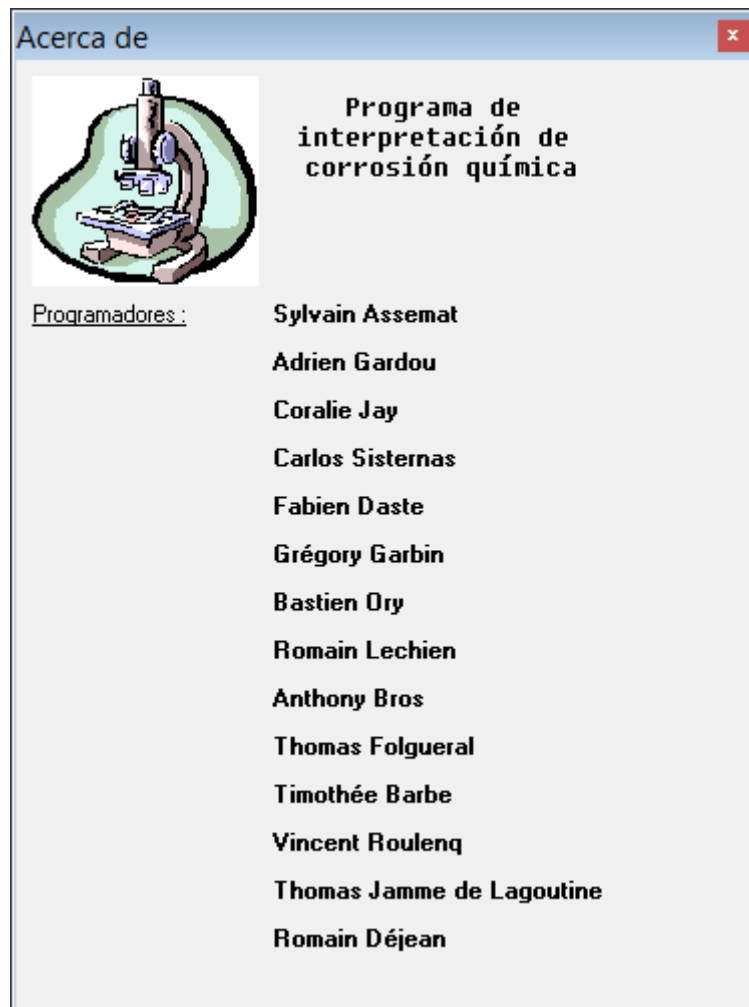 Acerca de
x
Programa de
interpretación de
corrosión química
Programadores : Sylvain Assemat
Adrien Gardou
Coralie Jay
Carlos Sisternas
Fabien Daste
Grégory Garbin
Bastien Ory
Romain Lechien
Anthony Bros
Thomas Folgueral
Timothée Barbe
Vincent Roulenq
Thomas Jamme de Lagoutine
Romain Déjean